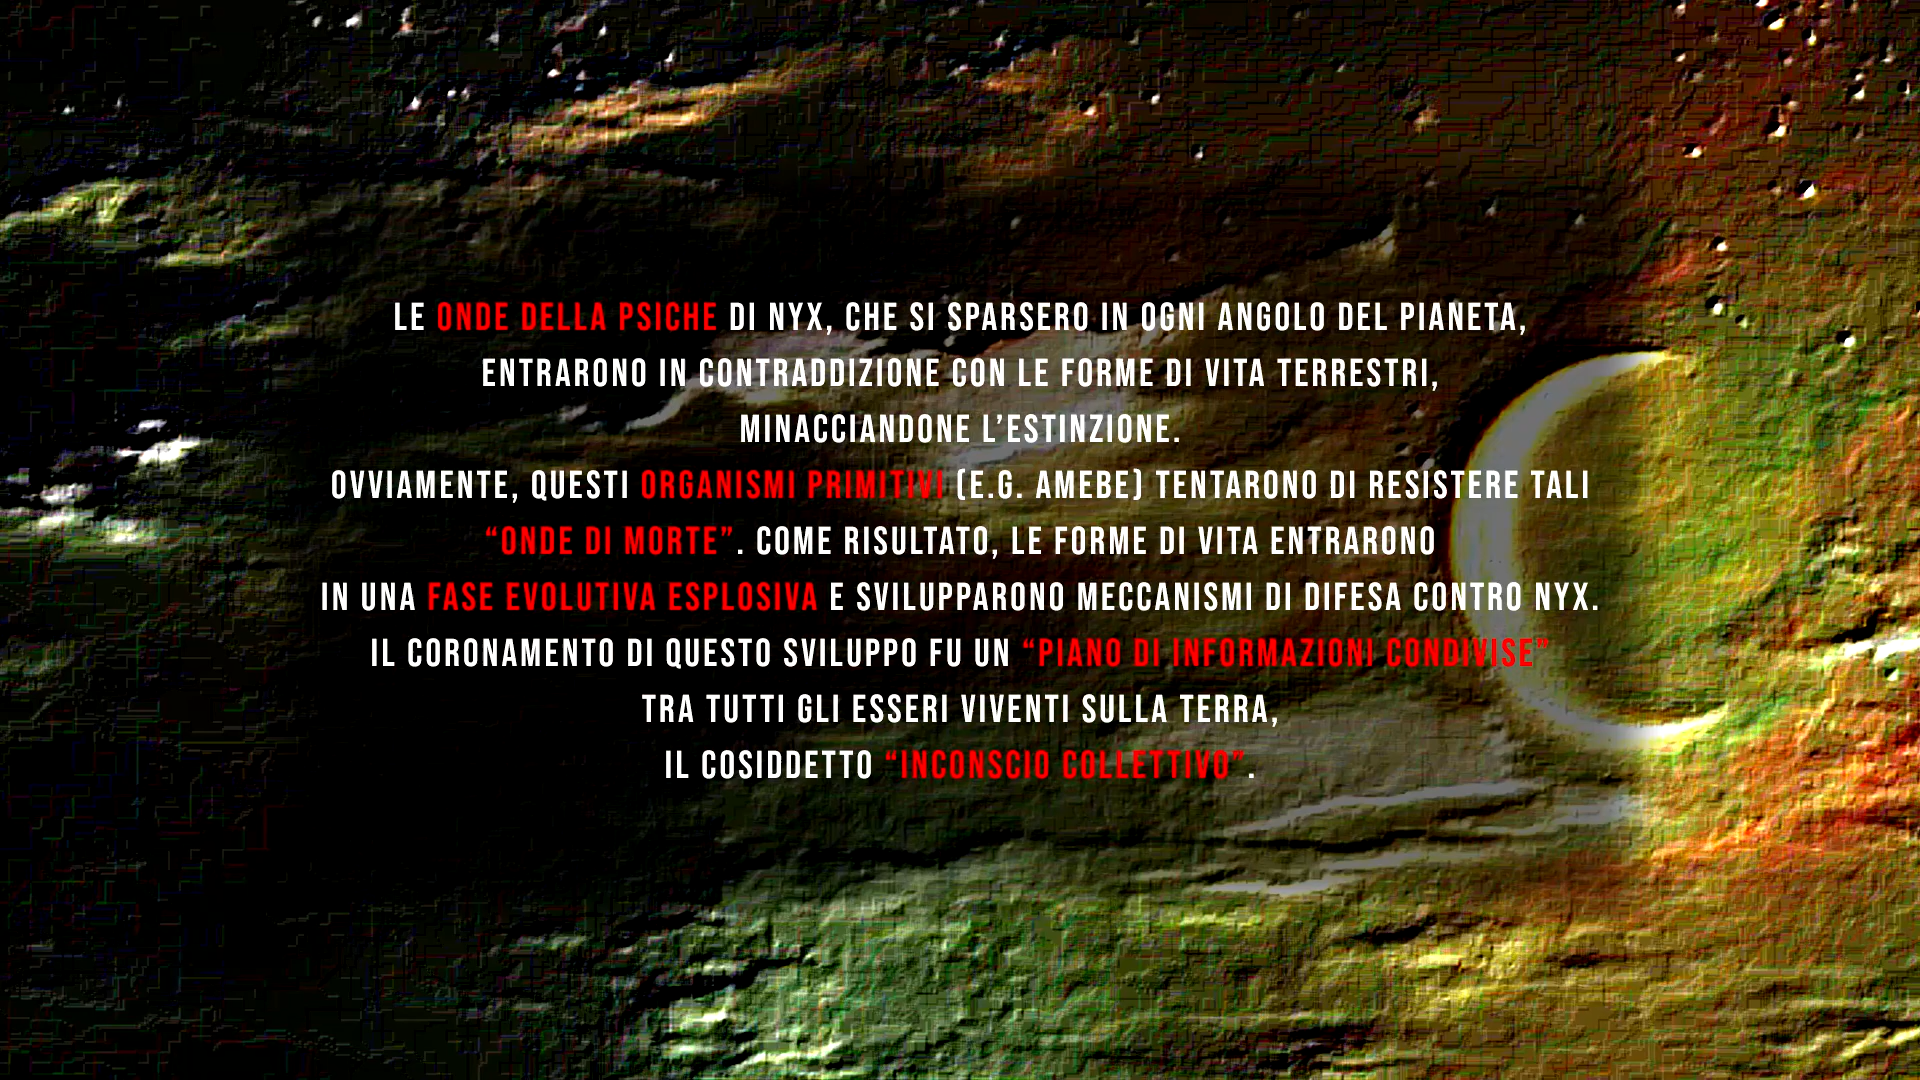 LE ONDE DELLA PSICHE DI NYX, CHE SI SPARSERO IN OGNI ANGOLO DEL PIANETA,
ENTRARONO IN CONTRADDIZIONE CON LE FORME DI VITA TERRESTRI,
MINACCIANDONE L’ESTINZIONE.
OVVIAMENTE, QUESTI ORGANISMI PRIMITIVI (E.G. AMEBE) TENTARONO DI RESISTERE TALI
“ONDE DI MORTE”. COME RISULTATO, LE FORME DI VITA ENTRARONO
IN UNA FASE EVOLUTIVA ESPLOSIVA E SVILUPPARONO MECCANISMI DI DIFESA CONTRO NYX.
IL CORONAMENTO DI QUESTO SVILUPPO FU UN “PIANO DI INFORMAZIONI CONDIVISE”
TRA TUTTI GLI ESSERI VIVENTI SULLA TERRA,
IL COSIDDETTO “INCONSCIO COLLETTIVO”.